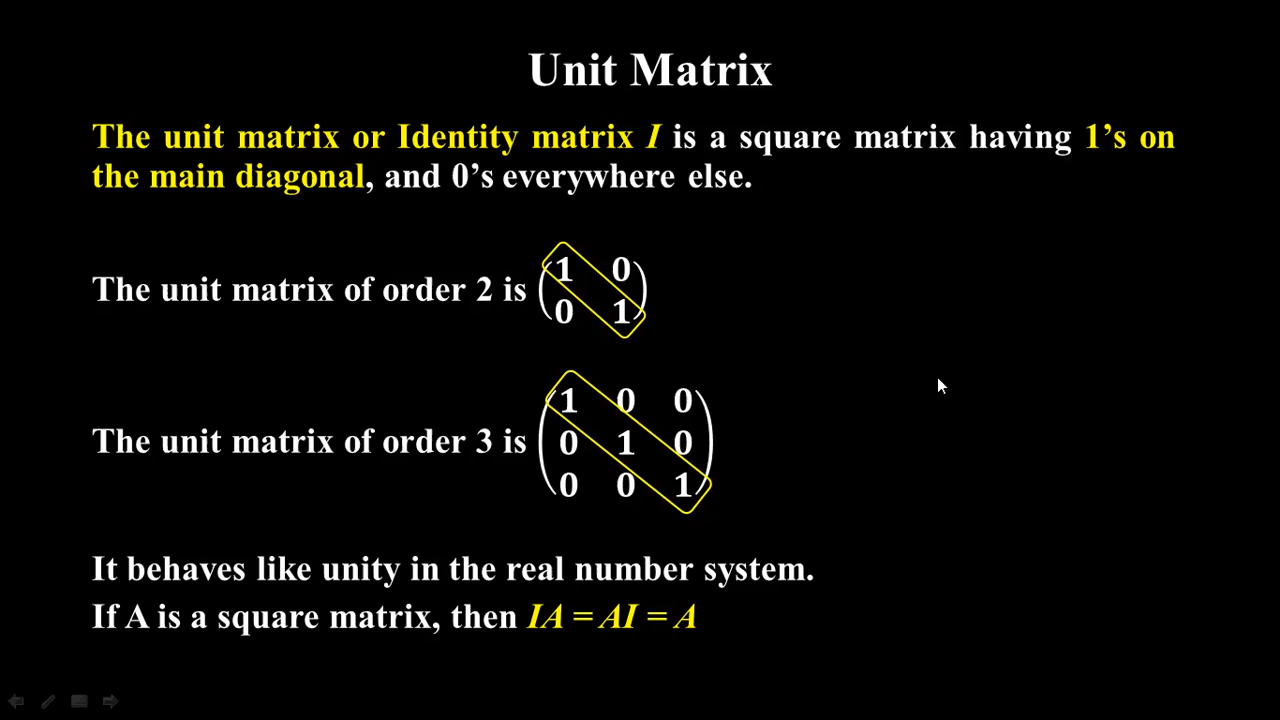 Unit Matrix
The unit matrix or Identity matrix I is a square matrix having 1’s on
the main diagonal, and 0’s everywhere else.
1 0
The unit matrix of order 2 is
0 1
1 0 0
The unit matrix of order 3 is 0 1 0
0 0 1
It behaves like unity in the real number system.
If A is a square matrix, then IA = AI = A